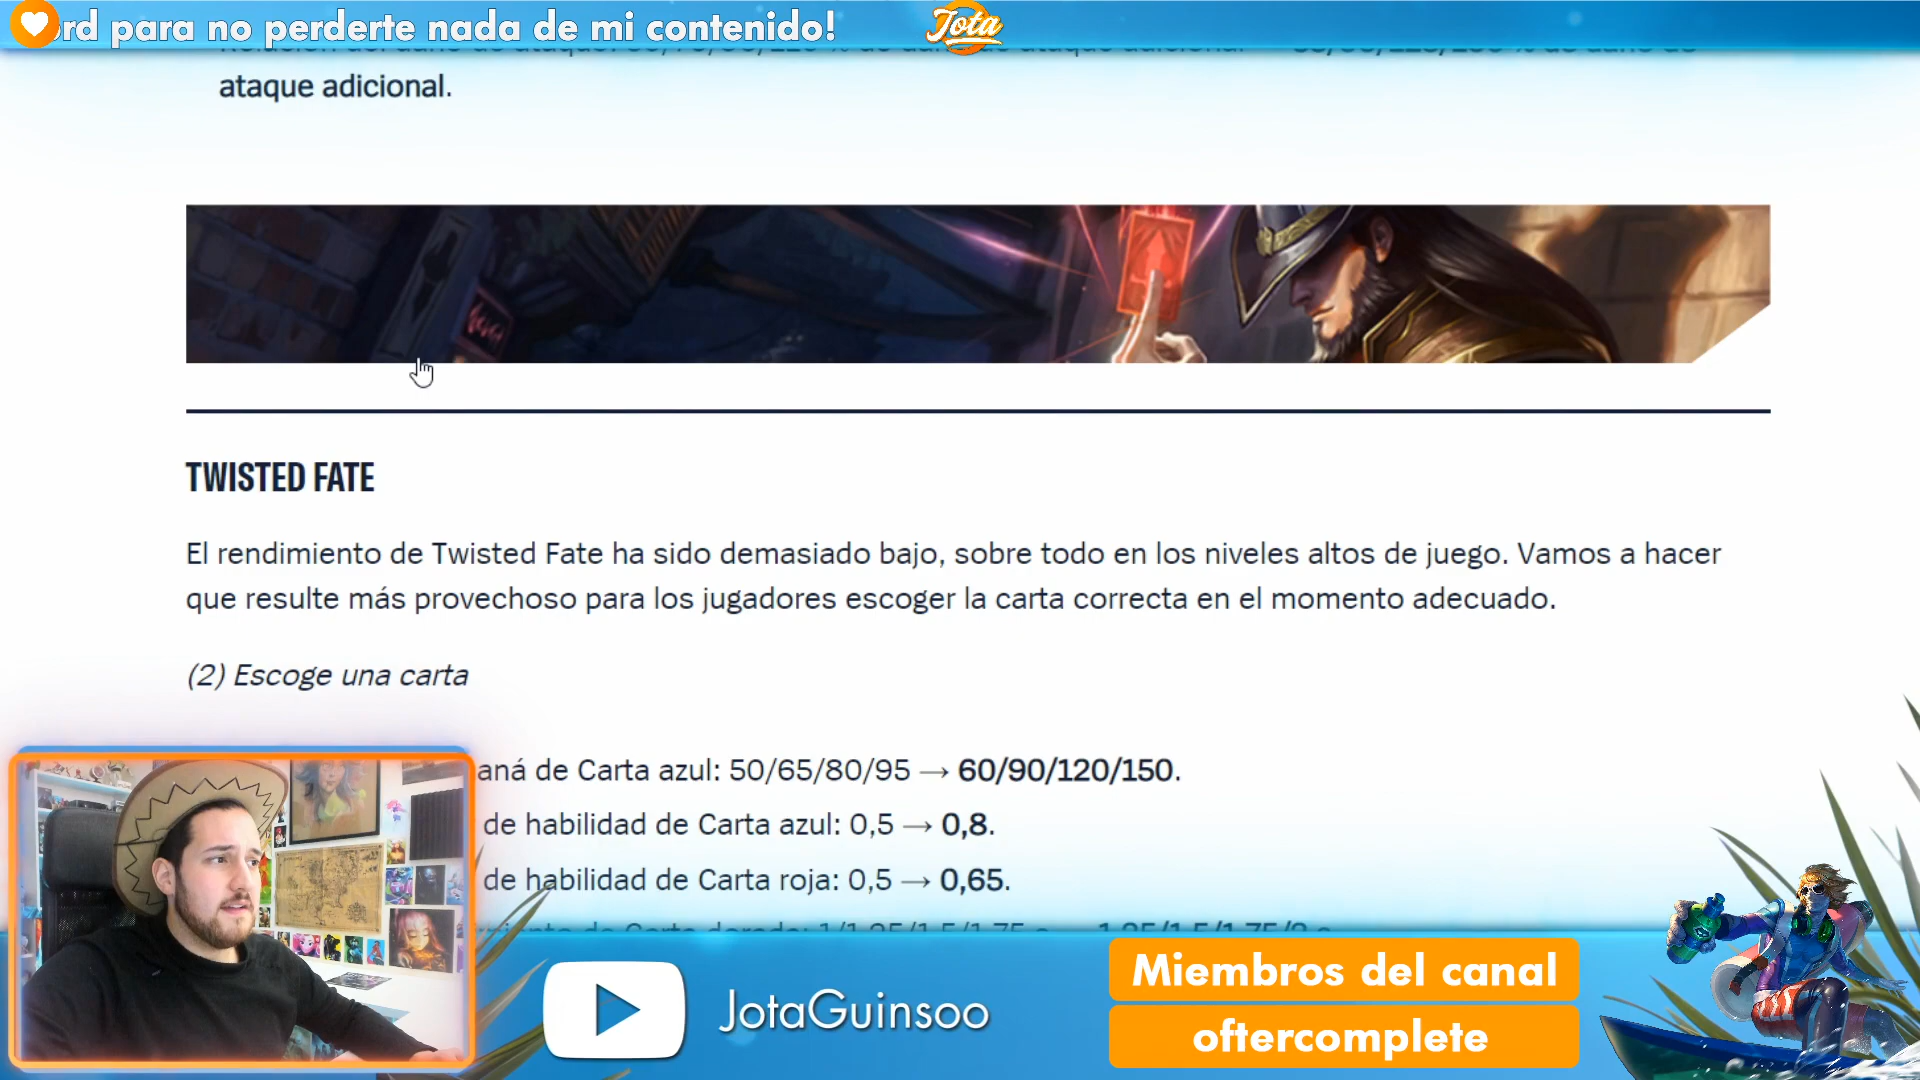 rd para no perderte nada de mi contenido!
Jota
ataque adicional.
TWISTED FATE
El rendimiento de Twisted Fate ha sido demasiado bajo, sobre todo en los niveles altos de juego. Vamos a hacer
que resulte más provechoso para los jugadores escoger la carta correcta en el momento adecuado.
(2) Escoge una carta
aná de Carta azul: 50/65/80/95 → 60/90/120/150.
de habilidad de Carta azul: 0,5 → 0,8.
de habilidad de Carta roja: 0,5 → 0,65.
JotaGuinsoo
Miembros del canal
oftercomplete